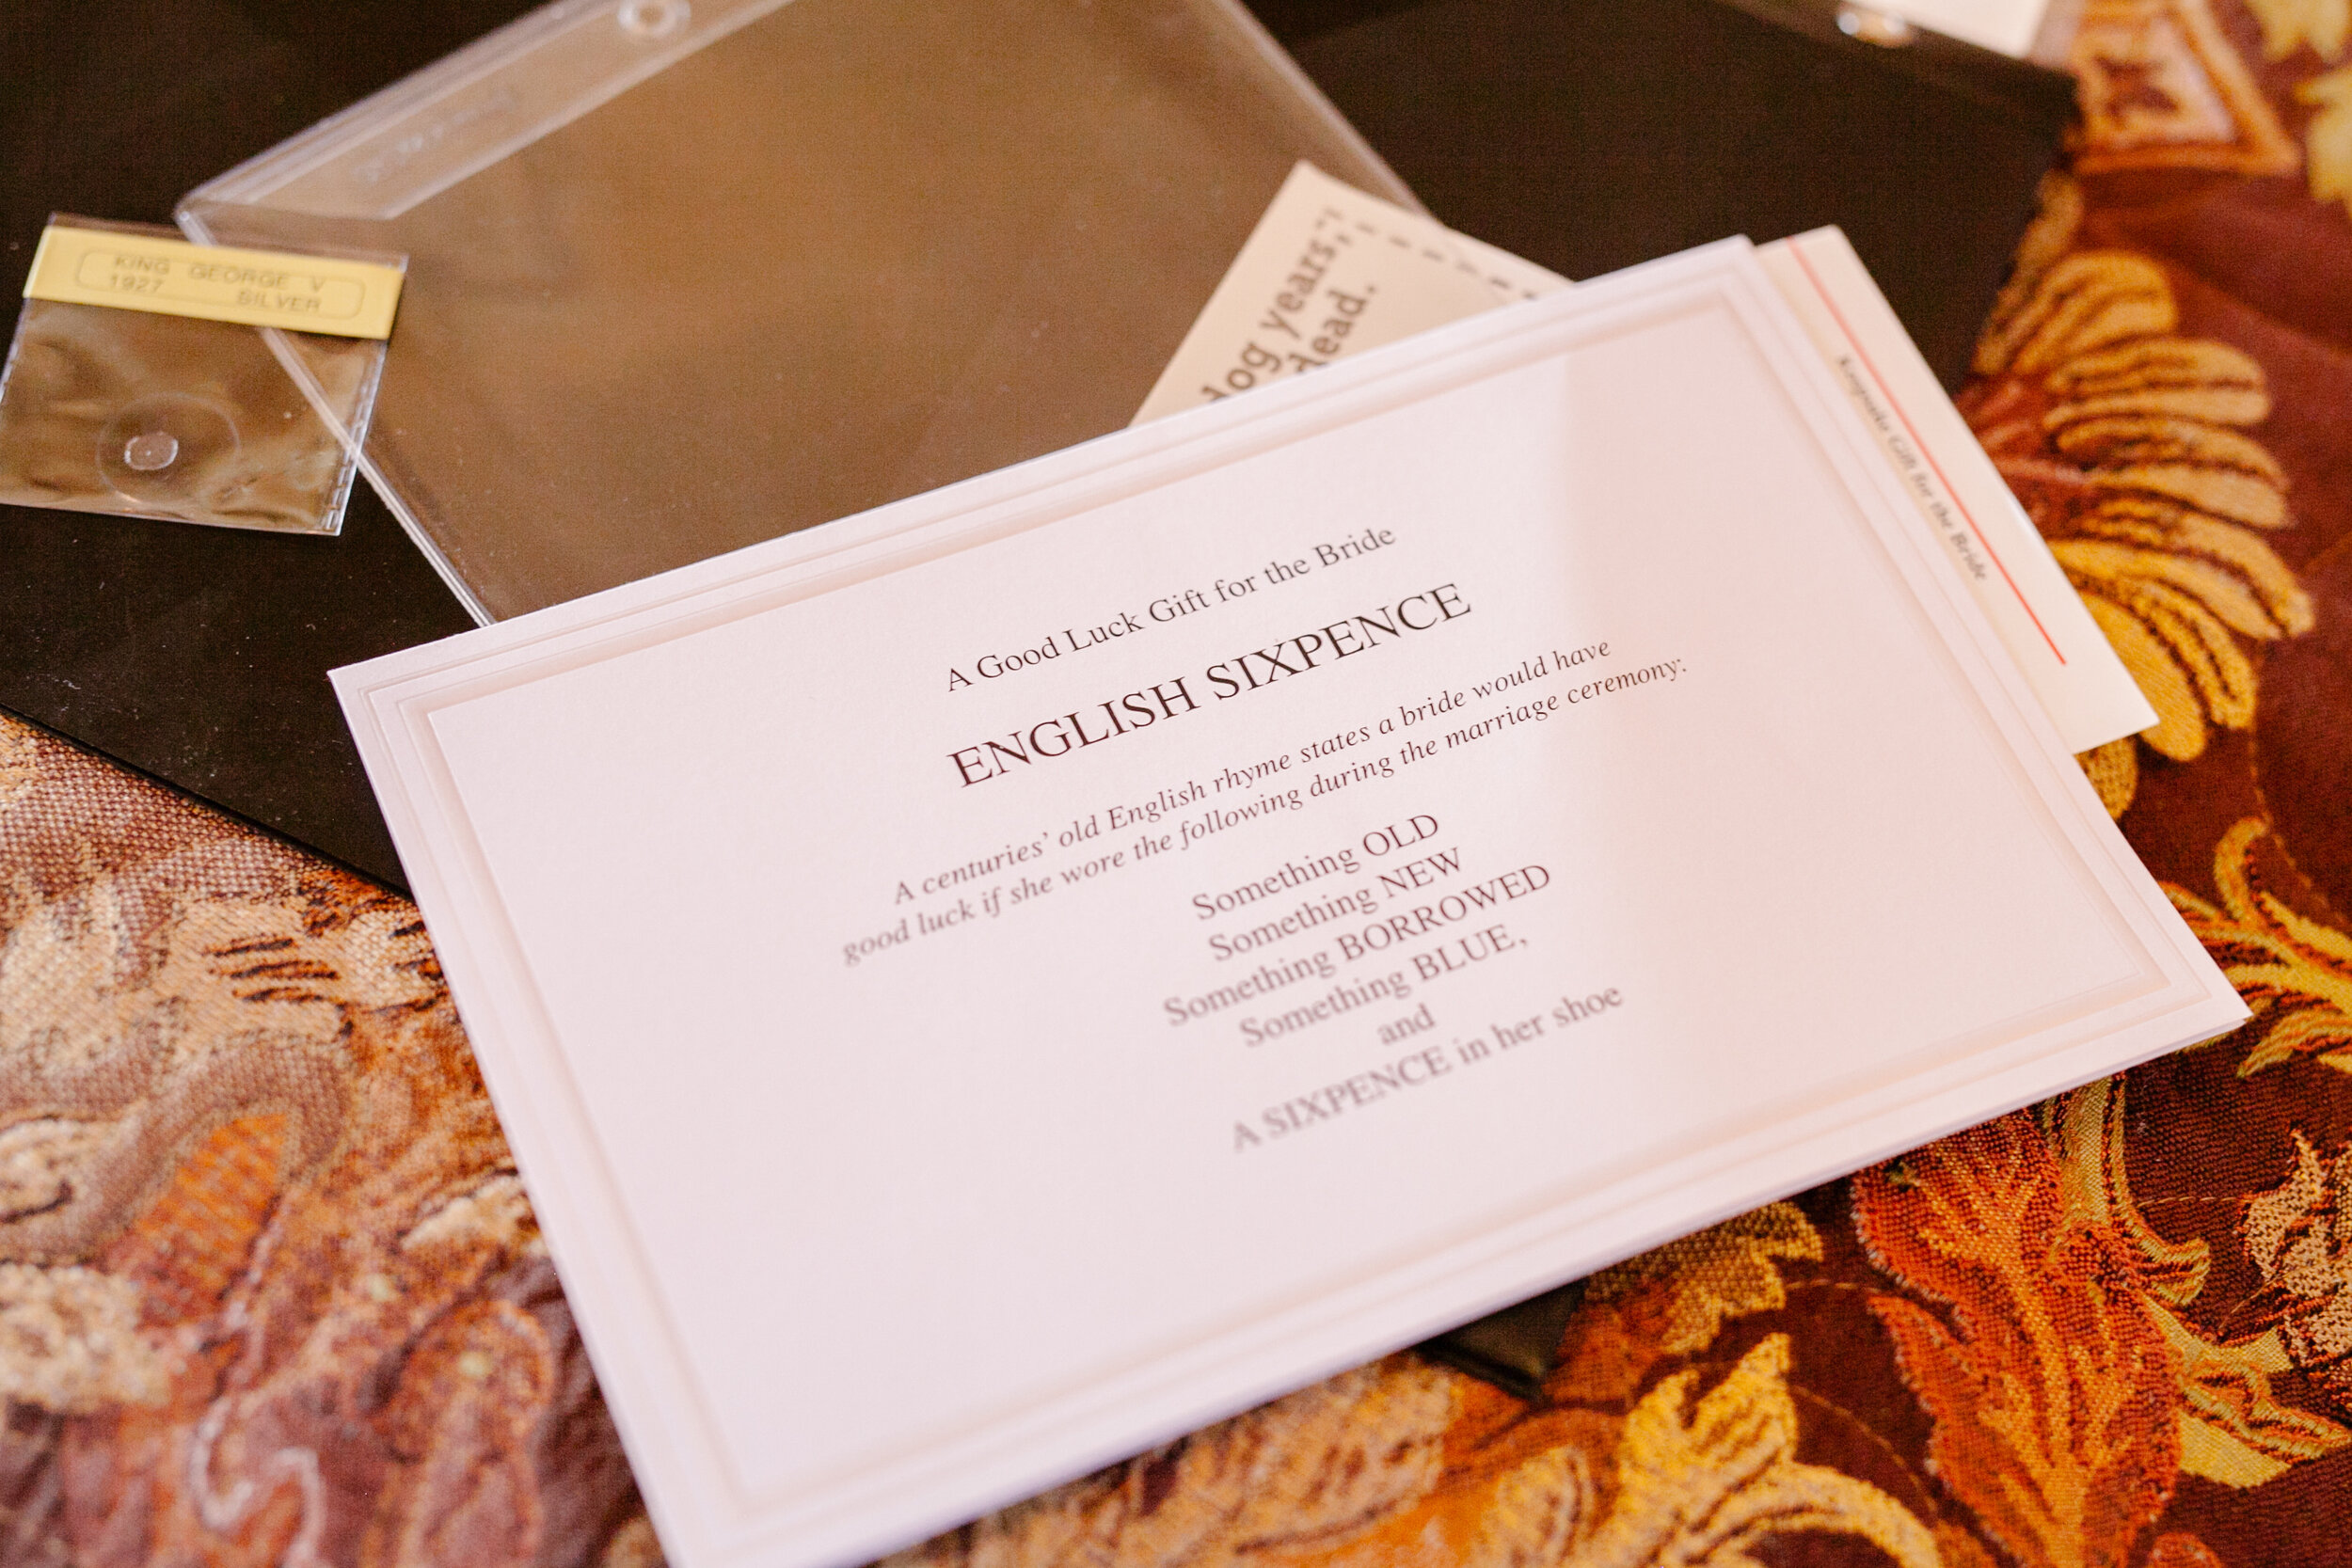 KING GEORGE V
1927 SILVER
dog years,
dead.
Keepsake Gift for the Bride
A Good Luck Gift for the Bride
ENGLISH SIXPENCE
A centuries' old English rhyme states a bride would have
good luck if she wore the following during the marriage ceremony:
Something OLD
Something NEW
Something BORROWED
Something BLUE,
and
A SIXPENCE in her shoe